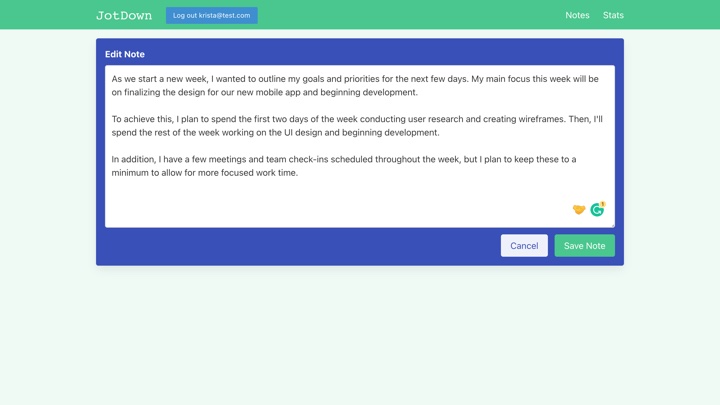 JotDown
Log out krista@test.com
Notes
Stats
Edit Note
As we start a new week, I wanted to outline my goals and priorities for the next few days. My main focus this week will be
on finalizing the design for our new mobile app and beginning development.
To achieve this, I plan to spend the first two days of the week conducting user research and creating wireframes. Then, I'll
spend the rest of the week working on the UI design and beginning development.
In addition, I have a few meetings and team check-ins scheduled throughout the week, but I plan to keep these to a
minimum to allow for more focused work time.
1
Cancel
Save Note